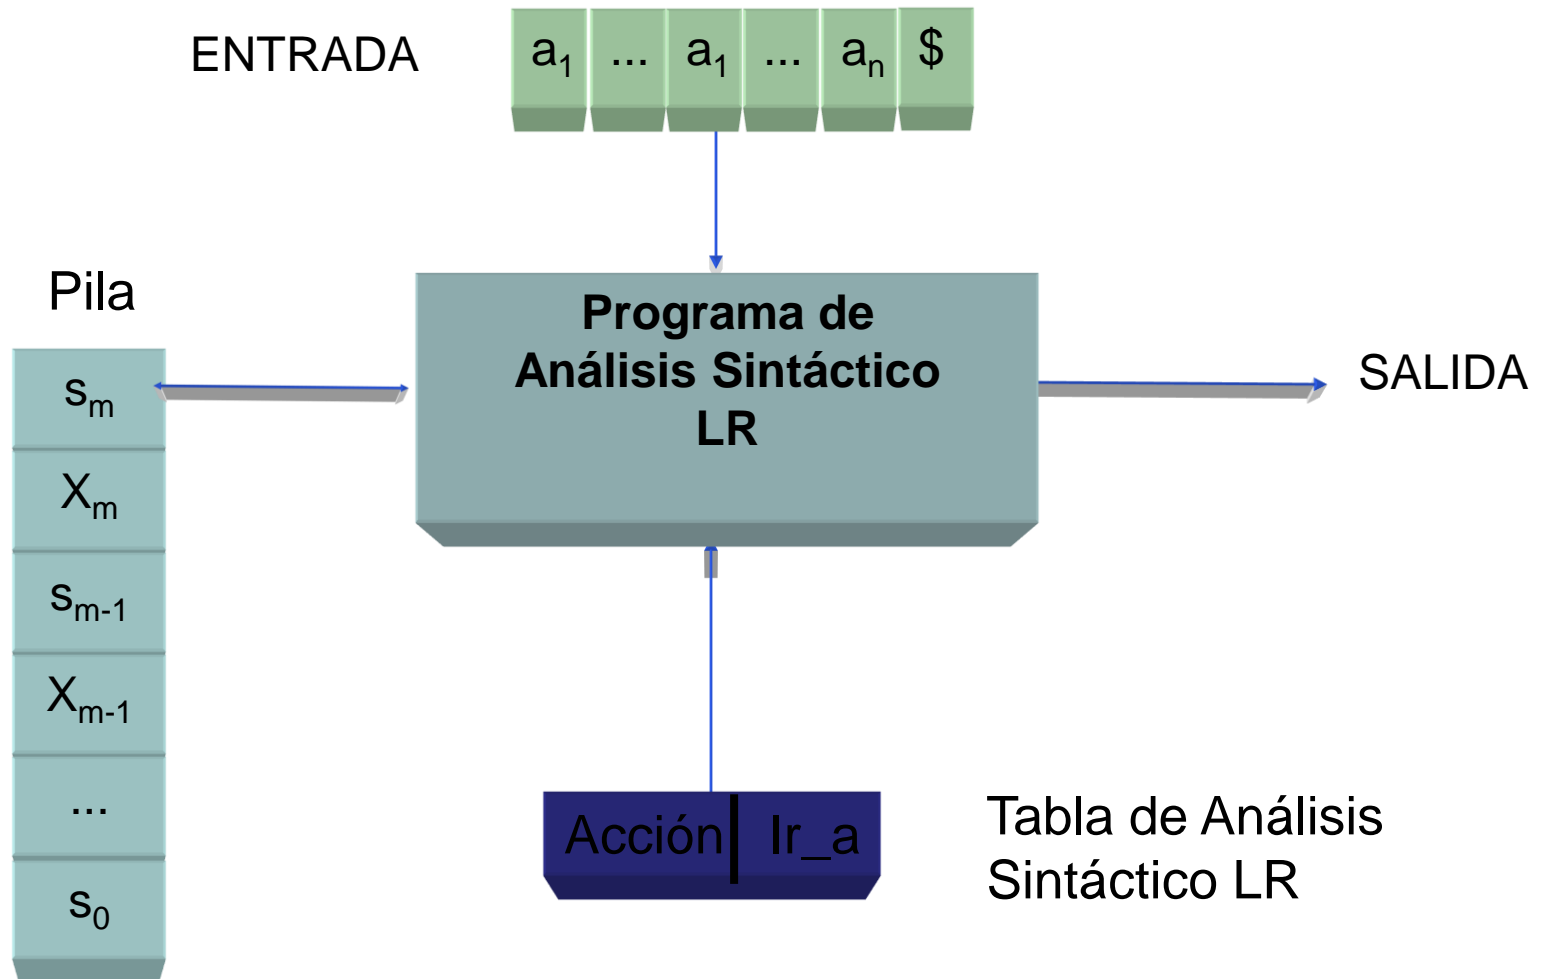 ENTRADA
a1 ... a1 ... an $
Pila
sm
Xm
sm-1
Xm-1
...
s0
Programa de
Análisis Sintáctico
LR
SALIDA
Acción Ir_a
Tabla de Análisis
Sintáctico LR